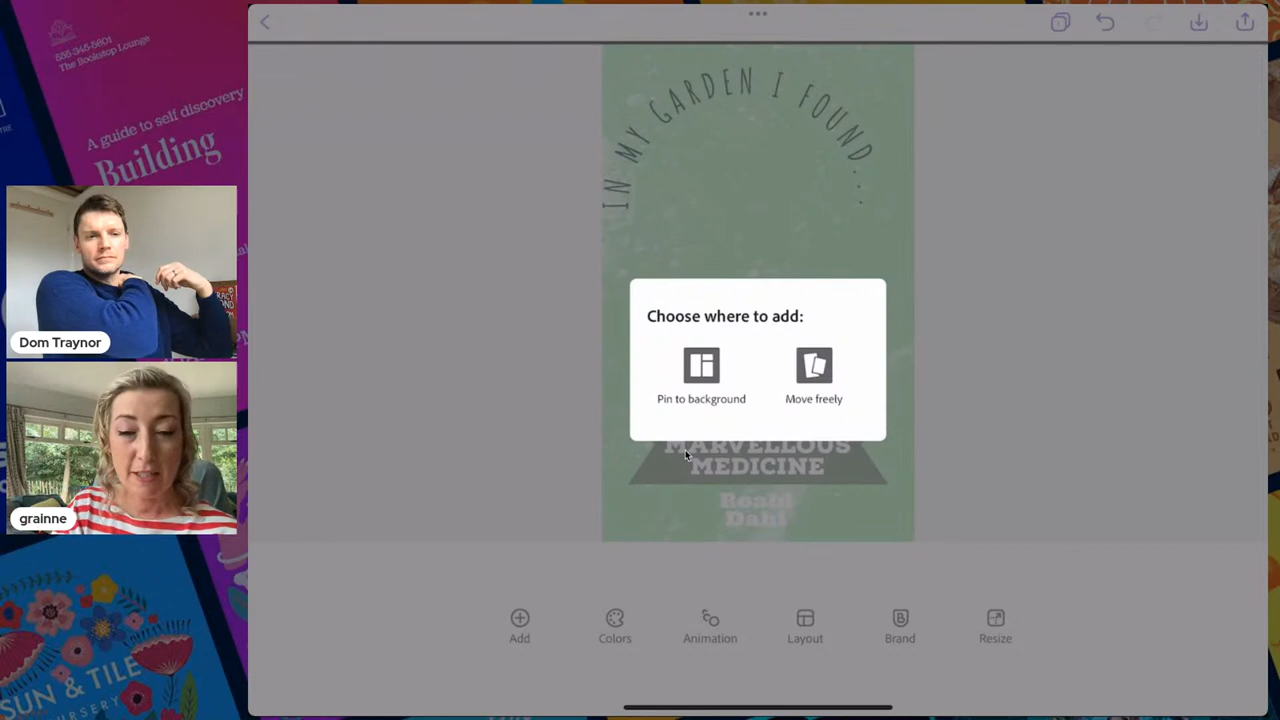 555-345-5601
The Bookstop Lounge
A guide to self discovery
Building
Dom Traynor
grainne
SUN & TILE
IN MY GARDEN I FOUND...
Choose where to add:
Pin to background
Move freely
MARVELLOUS
MEDICINE
Roald
Dahl
Add
Colors
Animation
Layout
Brand
Resize